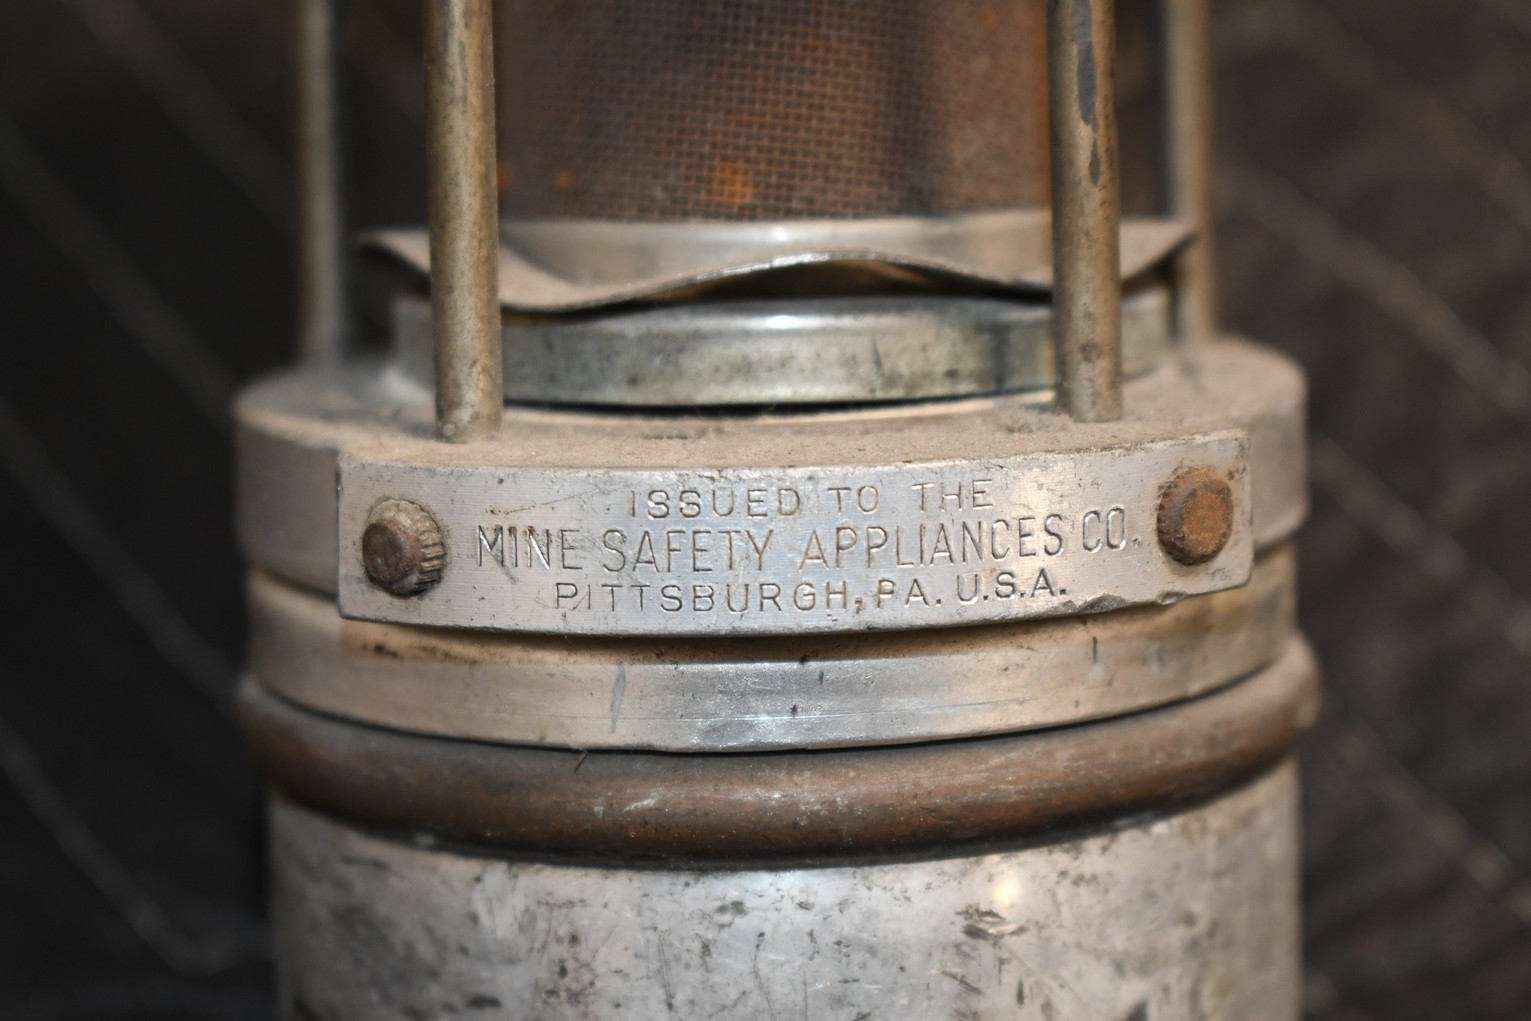 ISSUED TO THE
MINE SAFETY APPLIANCES CO.
PITTSBURGH, PA. U.S.A.